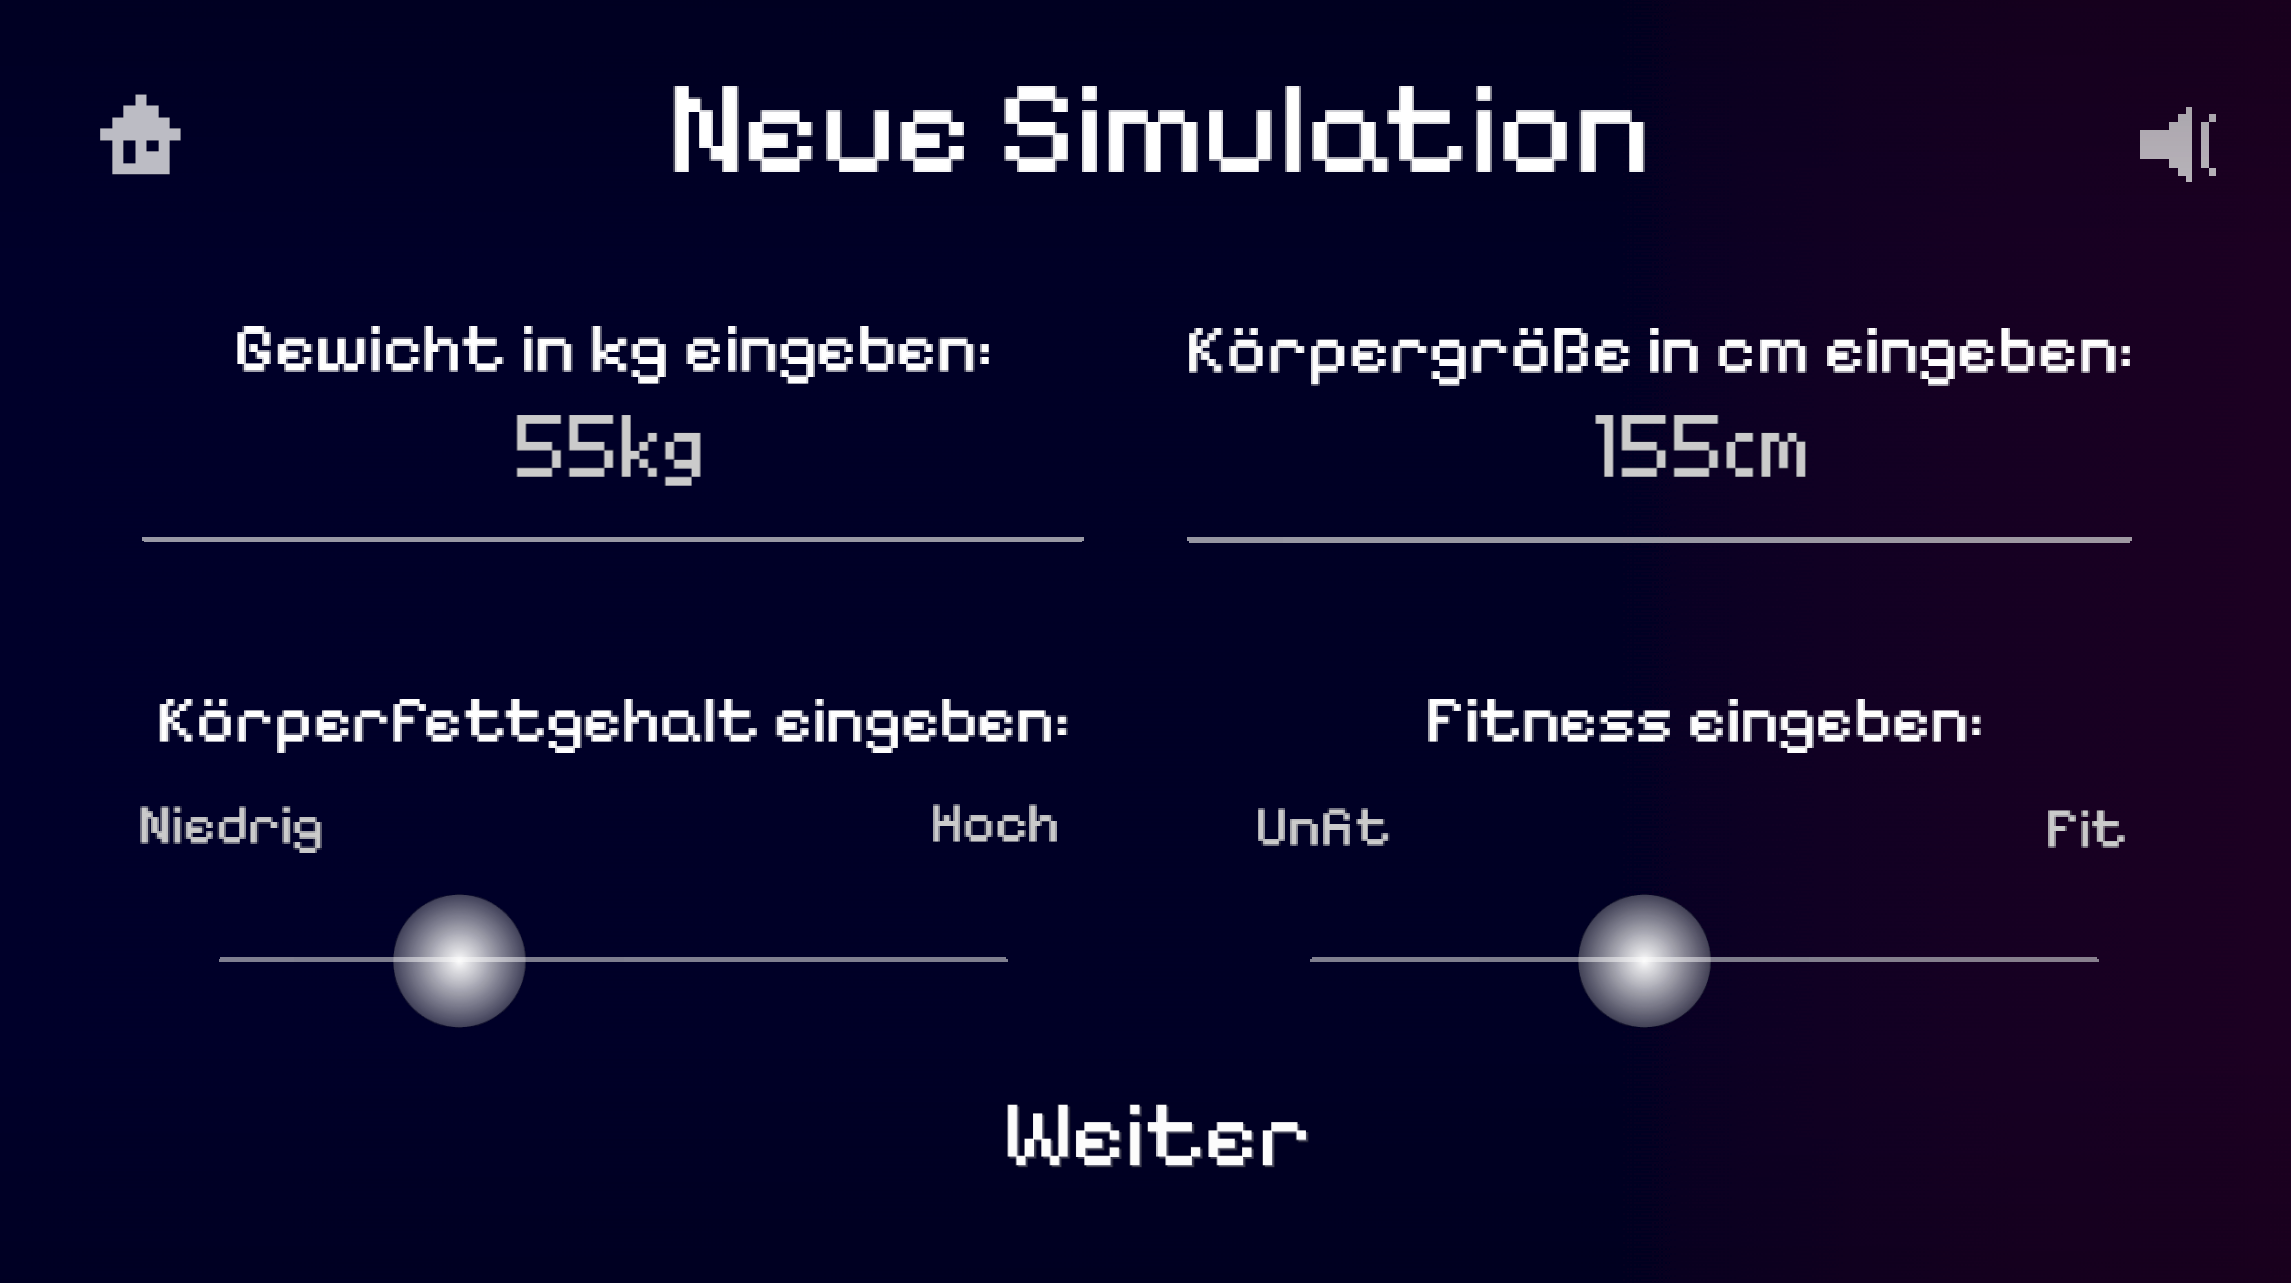 Neue Simulation
Gewicht in kg eingeben:
55kg
Körpergröße in cm eingeben:
155cm
Körperfettgehalt eingeben:
Niedrig
Hoch
Fitness eingeben:
Unfit
Fit
Weiter